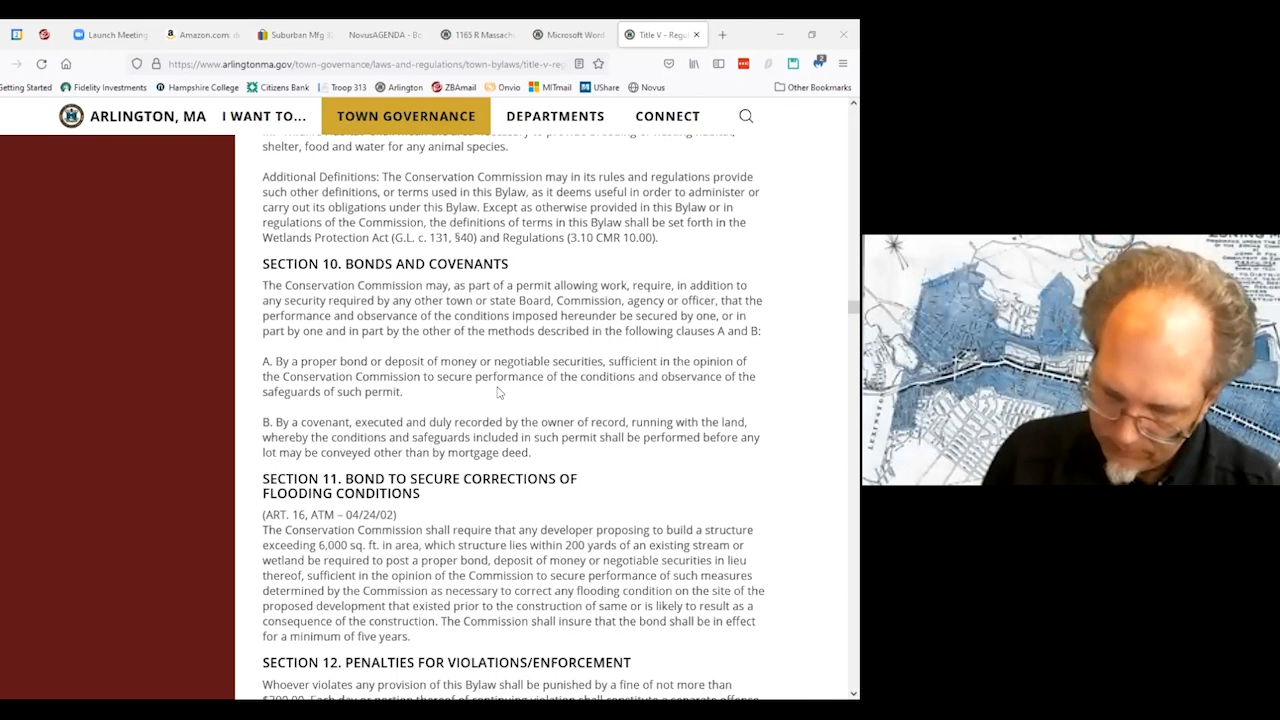 Launch Meeting
Amazon.com: d
Suburban Mfg
NovusAGENDA - Bo
1165 R Massach
Microsoft Word
Title V - Regul
https://www.arlingtonma.gov/town-governance/laws-and-regulations/town-bylaws/title-v-reg
Getting Started
Fidelity Investments
Hampshire College
Citizens Bank
Troop 313
Arlington
ZBAmail
Onvio
MITmail
UShare
Novus
Other Bookmarks
ARLINGTON, MA
I WANT TO...
TOWN GOVERNANCE
DEPARTMENTS
CONNECT
shelter, food and water for any animal species.
Additional Definitions: The Conservation Commission may in its rules and regulations provide
such other definitions, or terms used in this Bylaw, as it deems useful in order to administer or
carry out its obligations under this Bylaw. Except as otherwise provided in this Bylaw or in
regulations of the Commission, the definitions of terms in this Bylaw shall be set forth in the
Wetlands Protection Act (G.L. c. 131, §40) and Regulations (3.10 CMR 10.00).
SECTION 10. BONDS AND COVENANTS
The Conservation Commission may, as part of a permit allowing work, require, in addition to
any security required by any other town or state Board, Commission, agency or officer, that the
performance and observance of the conditions imposed hereunder be secured by one, or in
part by one and in part by the other of the methods described in the following clauses A and B:
A. By a proper bond or deposit of money or negotiable securities, sufficient in the opinion of
the Conservation Commission to secure performance of the conditions and observance of the
safeguards of such permit.
B. By a covenant, executed and duly recorded by the owner of record, running with the land,
whereby the conditions and safeguards included in such permit shall be performed before any
lot may be conveyed other than by mortgage deed.
SECTION 11. BOND TO SECURE CORRECTIONS OF
FLOODING CONDITIONS
(ART. 16, ATM – 04/24/02)
The Conservation Commission shall require that any developer proposing to build a structure
exceeding 6,000 sq. ft. in area, which structure lies within 200 yards of an existing stream or
wetland be required to post a proper bond, deposit of money or negotiable securities in lieu
thereof, sufficient in the opinion of the Commission to secure performance of such measures
determined by the Commission as necessary to correct any flooding condition on the site of the
proposed development that existed prior to the construction of same or is likely to result as a
consequence of the construction. The Commission shall insure that the bond shall be in effect
for a minimum of five years.
SECTION 12. PENALTIES FOR VIOLATIONS/ENFORCEMENT
Whoever violates any provision of this Bylaw shall be punished by a fine of not more than
LEXINGTON